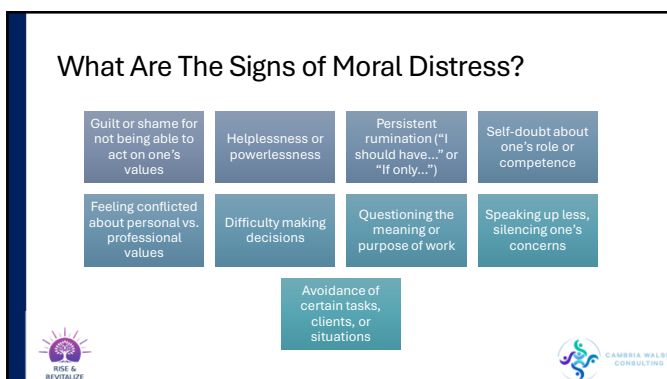 What Are The Signs of Moral Distress?
Guilt or shame for
not being able to
act on one's
values
Helplessness or
powerlessness
Persistent
rumination ("I
should have..." or
"If only...")
Self-doubt about
one's role or
competence
Feeling conflicted
about personal vs.
professional
values
Difficulty making
decisions
Questioning the
meaning or
purpose of work
Speaking up less,
silencing one's
concerns
Avoidance of
certain tasks,
clients, or
situations
RISE &
REVITALIZE
CAMBRIA WALSH
CONSULTING